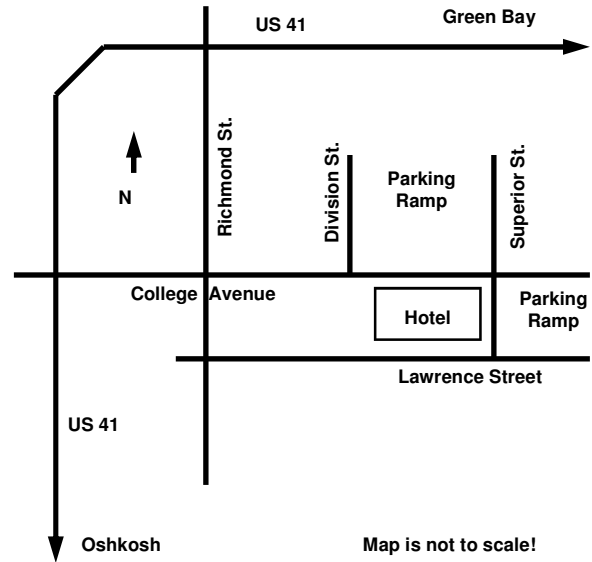 Green Bay
US 41
Richmond St.
Division St.
Parking
Ramp
Superior St.
N
College Avenue
Hotel
Parking
Ramp
Lawrence Street
US 41
Oshkosh
Map is not to scale!